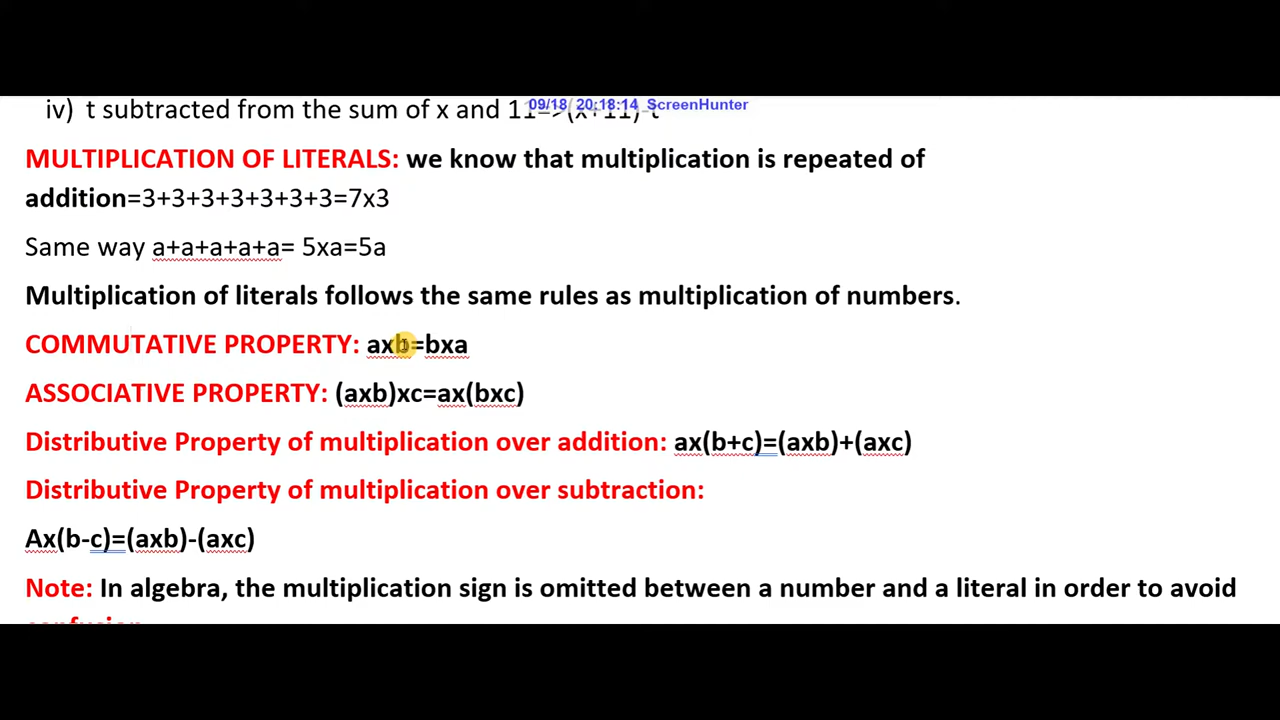 iv) t subtracted from the sum of x and 11=>(x+11)-t
09/18 20:18:14 ScreenHunter
MULTIPLICATION OF LITERALS: we know that multiplication is repeated of
addition=3+3+3+3+3+3+3=7x3
Same way a+a+a+a+a= 5xa=5a
Multiplication of literals follows the same rules as multiplication of numbers.
COMMUTATIVE PROPERTY: axb=bxa
ASSOCIATIVE PROPERTY: (axb)xc=ax(bxc)
Distributive Property of multiplication over addition: ax(b+c)=(axb)+(axc)
Distributive Property of multiplication over subtraction:
Ax(b-c)=(axb)-(axc)
Note: In algebra, the multiplication sign is omitted between a number and a literal in order to avoid
confusion